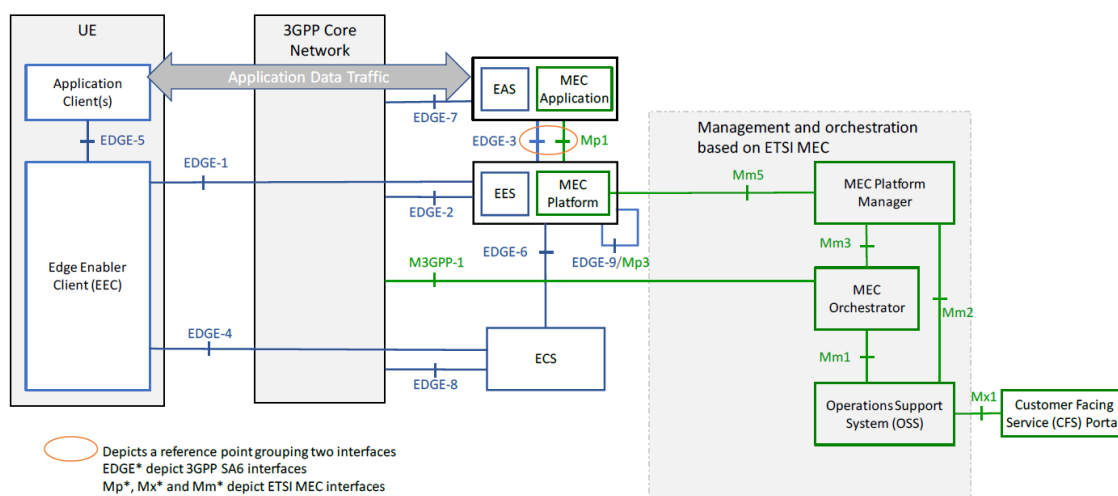 UE
3GPP Core
Network
Application
Client(s)
Application Data Traffic
EAS
MEC
Application
EDGE-7
EDGE-5
EDGE-3
Mp1
Management and orchestration
based on ETSI MEC
EDGE-1
EES
MEC
Platform
Mm5
MEC Platform
Manager
EDGE-2
EDGE-6
EDGE-9/Mp3
Mm3
Edge Enabler
Client (EEC)
M3GPP-1
MEC
Orchestrator
Mm2
EDGE-4
ECS
Mm1
EDGE-8
Operations Support
System (OSS)
Mx1
Customer Facing
Service (CFS) Portal
Depicts a reference point grouping two interfaces
EDGE* depict 3GPP SA6 interfaces
Mp*, Mx* and Mm* depict ETSI MEC interfaces